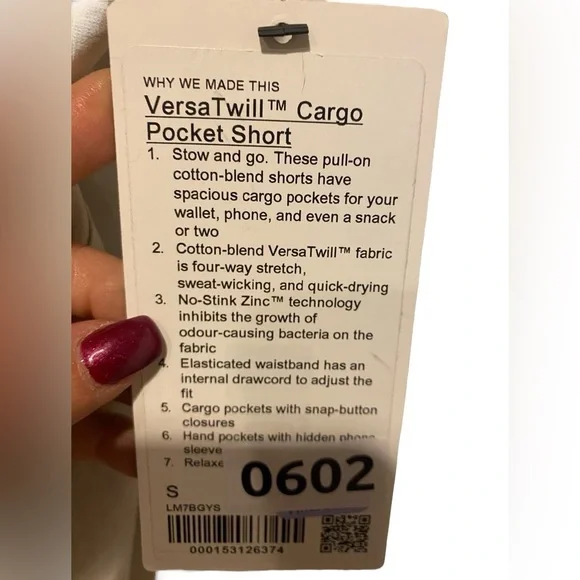 WHY WE MADE THIS
VersaTwill™ Cargo
Pocket Short
1. Stow and go. These pull-on
cotton-blend shorts have
spacious cargo pockets for your
wallet, phone, and even a snack
or two
2. Cotton-blend VersaTwill™ fabric
is four-way stretch,
sweat-wicking, and quick-drying
3. No-Stink Zinc™ technology
inhibits the growth of
odour-causing bacteria on the
fabric
4. Elasticated waistband has an
internal drawcord to adjust the
fit
5. Cargo pockets with snap-button
closures
6. Hand pockets with hidden phone
sleeve
7. Relaxe
0602
S
LM7BGYS
000153126374